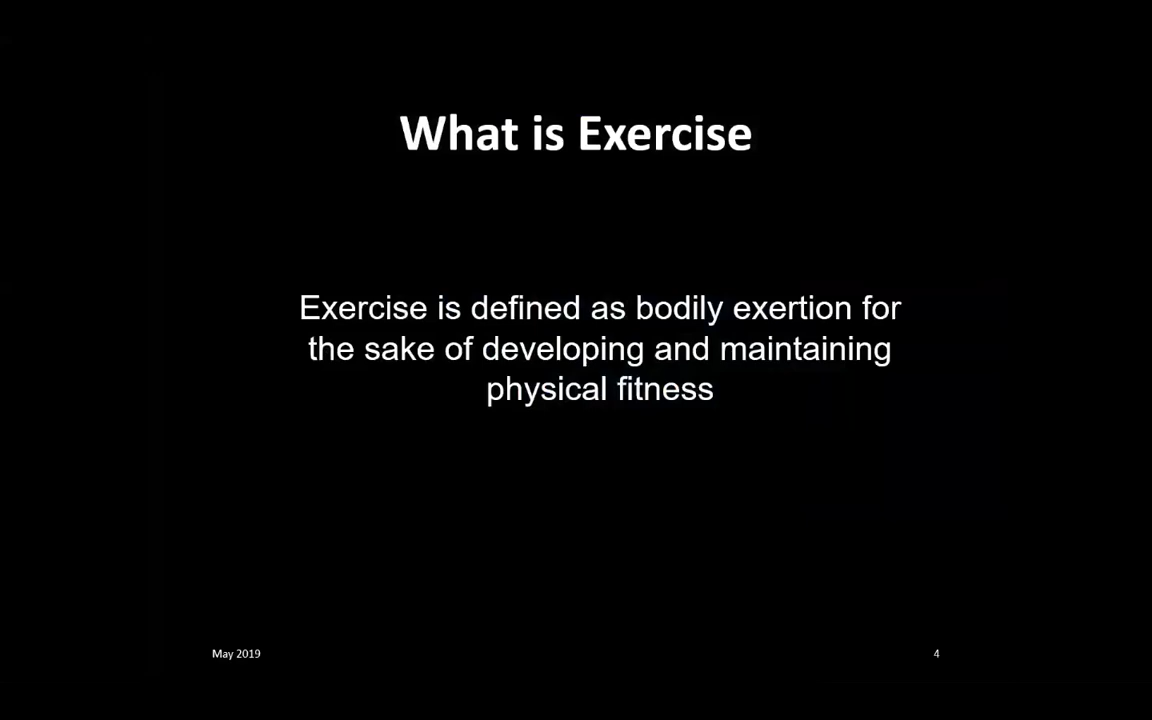 What is Exercise
Exercise is defined as bodily exertion for
the sake of developing and maintaining
physical fitness
May 2019
4